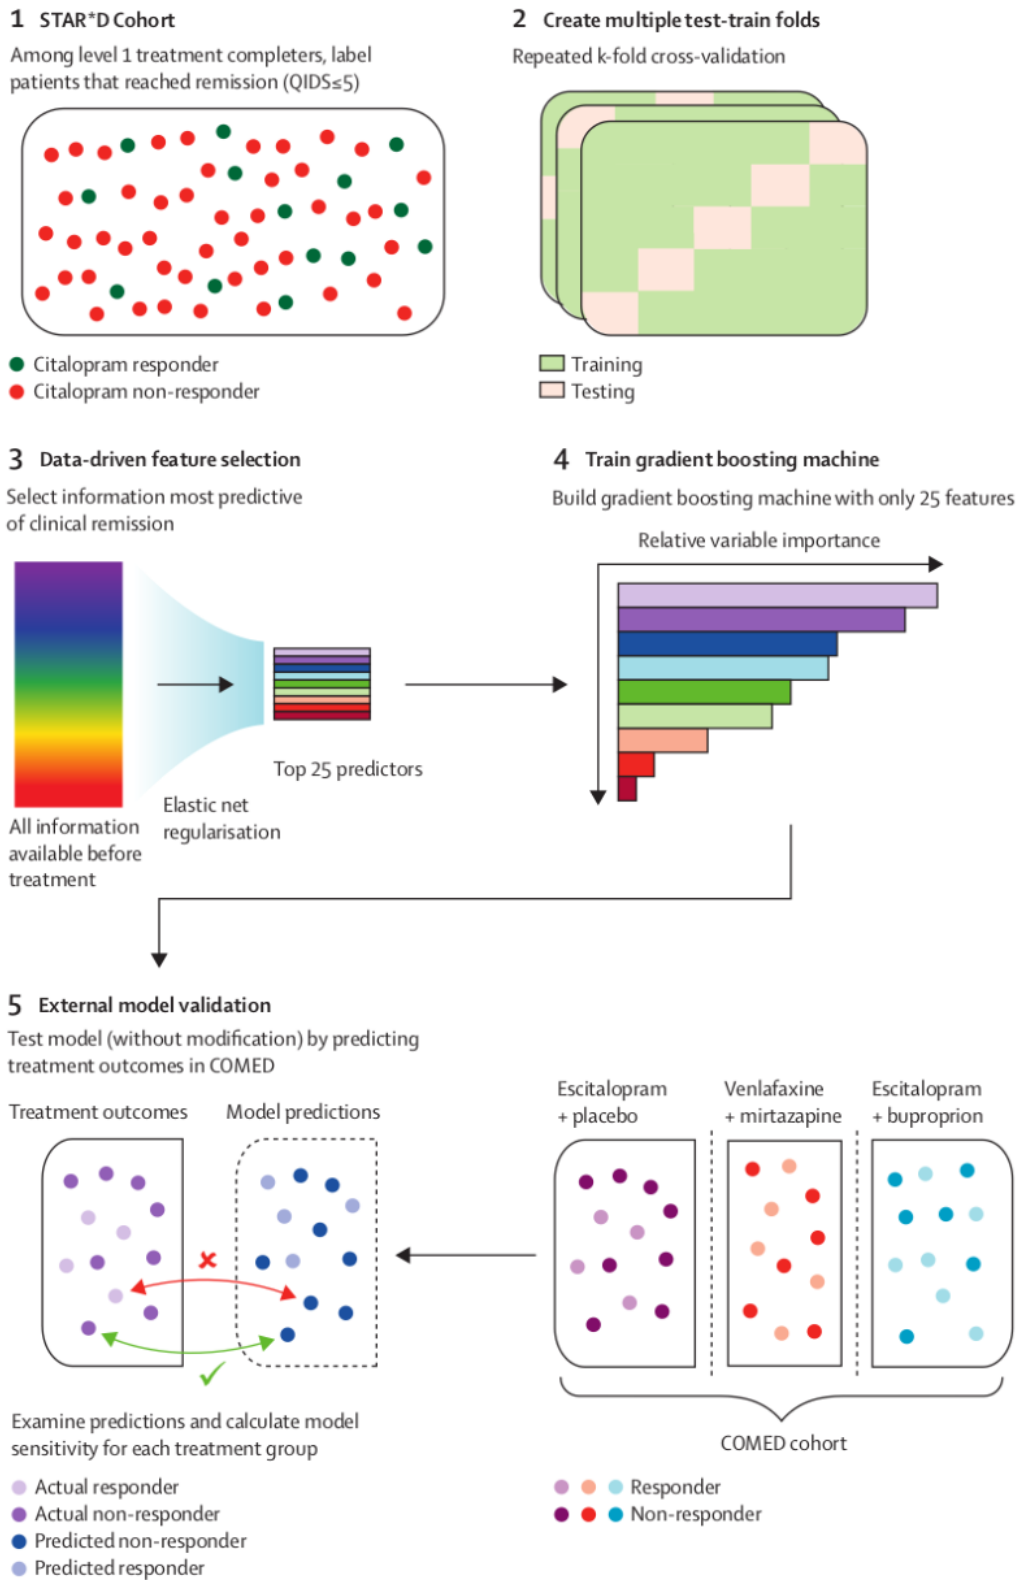 1 STAR*D Cohort
Among level 1 treatment completers, label
patients that reached remission (QIDS≤5)
Citalopram responder
Citalopram non-responder
2 Create multiple test-train folds
Repeated k-fold cross-validation
Training
Testing
3 Data-driven feature selection
Select information most predictive
of clinical remission
All information
available before
treatment
Elastic net
regularisation
Top 25 predictors
4 Train gradient boosting machine
Build gradient boosting machine with only 25 features
Relative variable importance
5 External model validation
Test model (without modification) by predicting
treatment outcomes in COMED
Treatment outcomes
Model predictions
Examine predictions and calculate model
sensitivity for each treatment group
Actual responder
Actual non-responder
Predicted non-responder
Predicted responder
Escitalopram
+ placebo
Venlafaxine
+ mirtazapine
Escitalopram
+ buproprion
COMED cohort
Responder
Non-responder